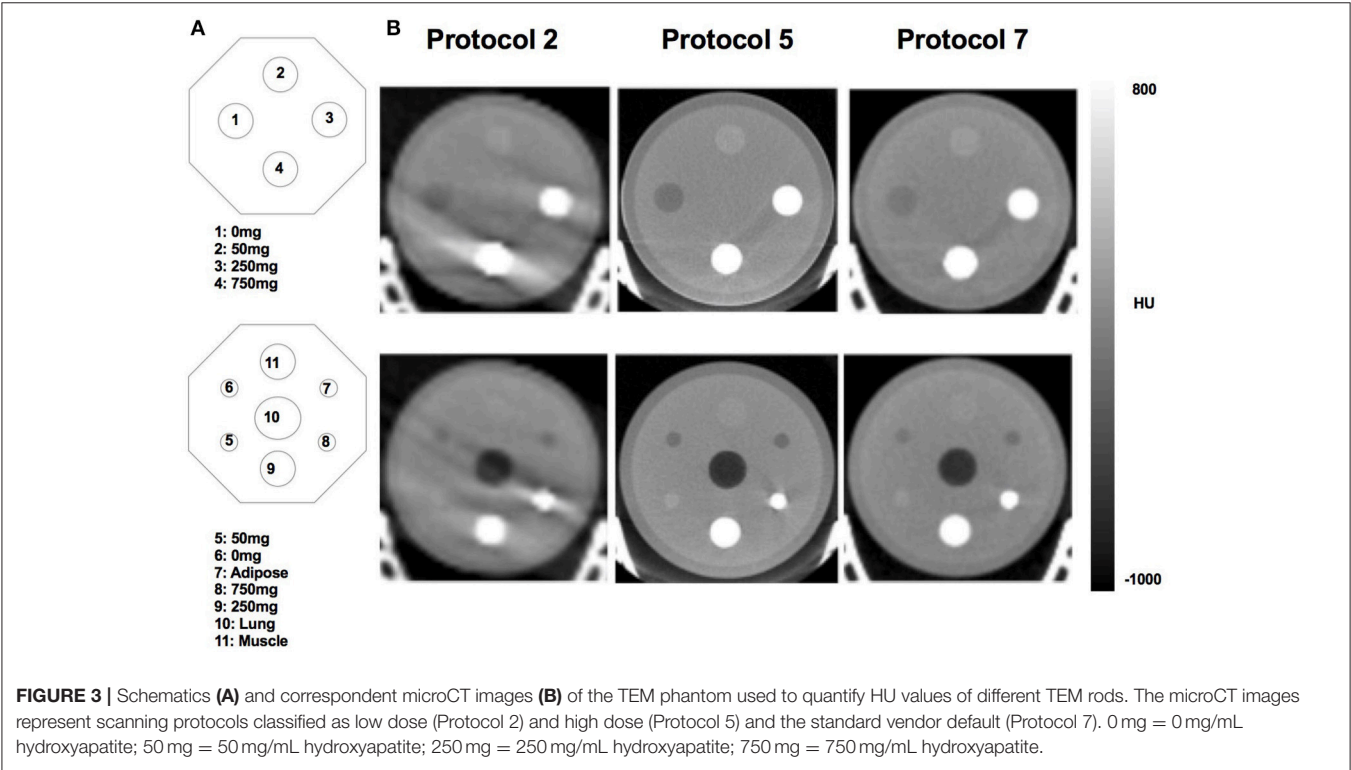 A
B
Protocol 2
Protocol 5
Protocol 7
2
1
3
4
1: 0mg
2: 50mg
3: 250mg
4: 750mg
11
6
7
10
5
8
9
5: 50mg
6: 0mg
7: Adipose
8: 750mg
9: 250mg
10: Lung
11: Muscle
800
HU
-1000
FIGURE 3 | Schematics (A) and correspondent microCT images (B) of the TEM phantom used to quantify HU values of different TEM rods. The microCT images
represent scanning protocols classified as low dose (Protocol 2) and high dose (Protocol 5) and the standard vendor default (Protocol 7). 0 mg = 0 mg/mL
hydroxyapatite; 50 mg = 50 mg/mL hydroxyapatite; 250 mg = 250 mg/mL hydroxyapatite; 750 mg = 750 mg/mL hydroxyapatite.